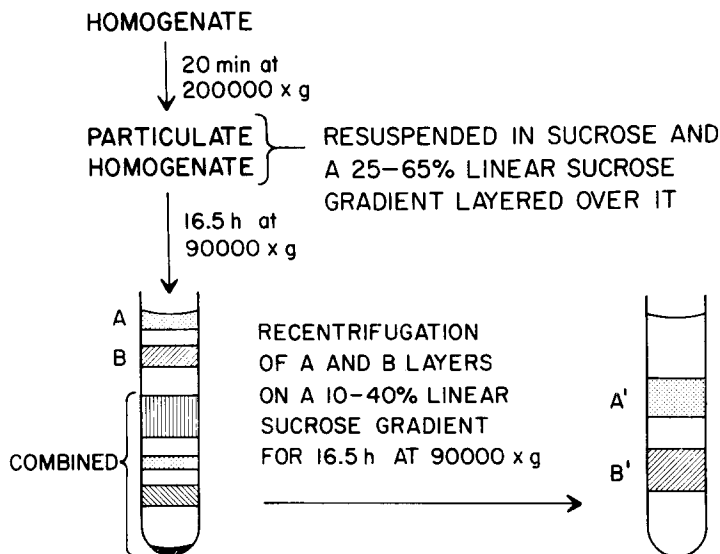 HOMOGENATE
20 min at
200000 x g
PARTICULATE
HOMOGENATE
RESUSPENDED IN SUCROSE AND
A 25–65% LINEAR SUCROSE
GRADIENT LAYERED OVER IT
16.5 h at
90000 x g
A
B
COMBINED
RECENTRIFUGATION
OF A AND B LAYERS
ON A 10–40% LINEAR
SUCROSE GRADIENT
FOR 16.5 h AT 90000 x g
A'
B'